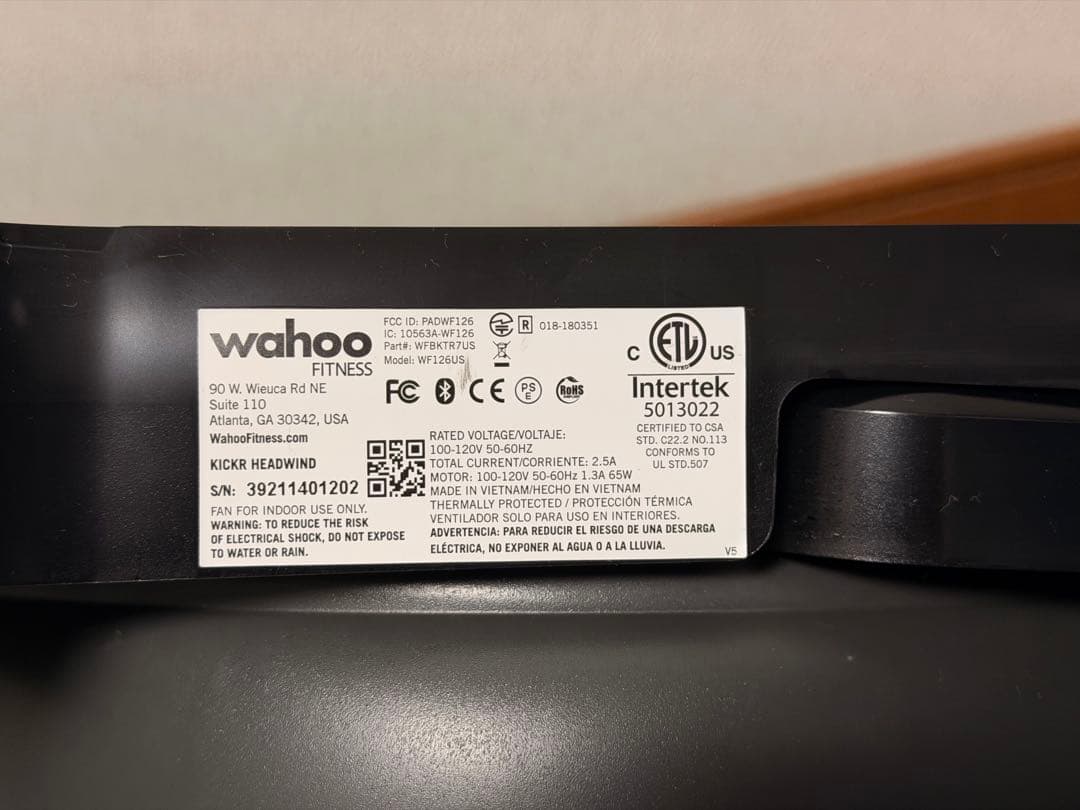 wahoo
FITNESS
90 W. Wieuca Rd NE
Suite 110
Atlanta, GA 30342, USA
WahooFitness.com
KICKR HEADWIND
S/N: 39211401202
FAN FOR INDOOR USE ONLY.
WARNING: TO REDUCE THE RISK
OF ELECTRICAL SHOCK, DO NOT EXPOSE
TO WATER OR RAIN.
FCC ID: PADWF126
IC: 10563A-WF126
Part#: WFBKTR7US
Model: WF126US
R 018-180351
FC CE PS E RoHS
RATED VOLTAGE/VOLTAJE:
100-120V 50-60HZ
TOTAL CURRENT/CORRIENTE: 2.5A
MOTOR: 100-120V 50-60Hz 1.3A 65W
MADE IN VIETNAM/HECHO EN VIETNAM
THERMALLY PROTECTED / PROTECCIÓN TÉRMICA
VENTILADOR SOLO PARA USO EN INTERIORES.
ADVERTENCIA: PARA REDUCIR EL RIESGO DE UNA DESCARGA
ELÉCTRICA, NO EXPONER AL AGUA O A LA LLUVIA.
C ETL US
LISTED
Intertek
5013022
CERTIFIED TO CSA
STD. C22.2 NO.113
CONFORMS TO
UL STD.507
V5